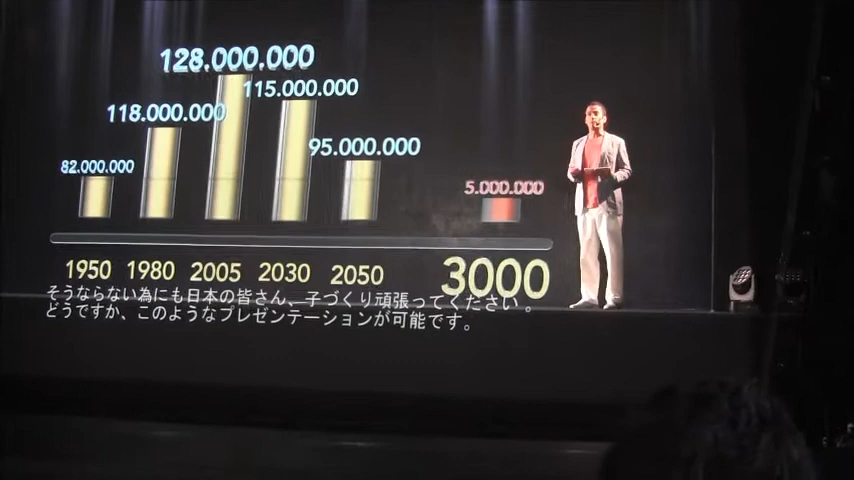 128.000.000
115.000.000
118.000.000
95.000.000
82.000.000
5.000.000
1950 1980 2005 2030 2050 3000
そうならない為にも日本の皆さん、子づくり頑張ってください。
どうですか、このようなプレゼンテーションが可能です。